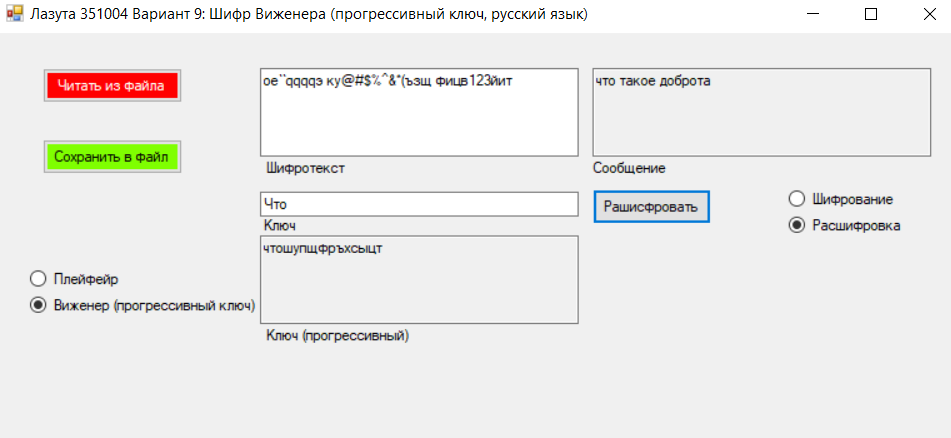 Лазута 351004 Вариант 9: Шифр Виженера (прогрессивный ключ, русский язык)
Читать из файла
Сохранить в файл
ое¨qqqqэ ку@#$%^&*(ъзщ фицв123йит
Шифротекст
что такое доброта
Сообщение
Что
Ключ
Рашисфровать
Шифрование
Расшифровка
чтошупщфръхсыцт
Ключ (прогрессивный)
Плейфейр
Виженер (прогрессивный ключ)